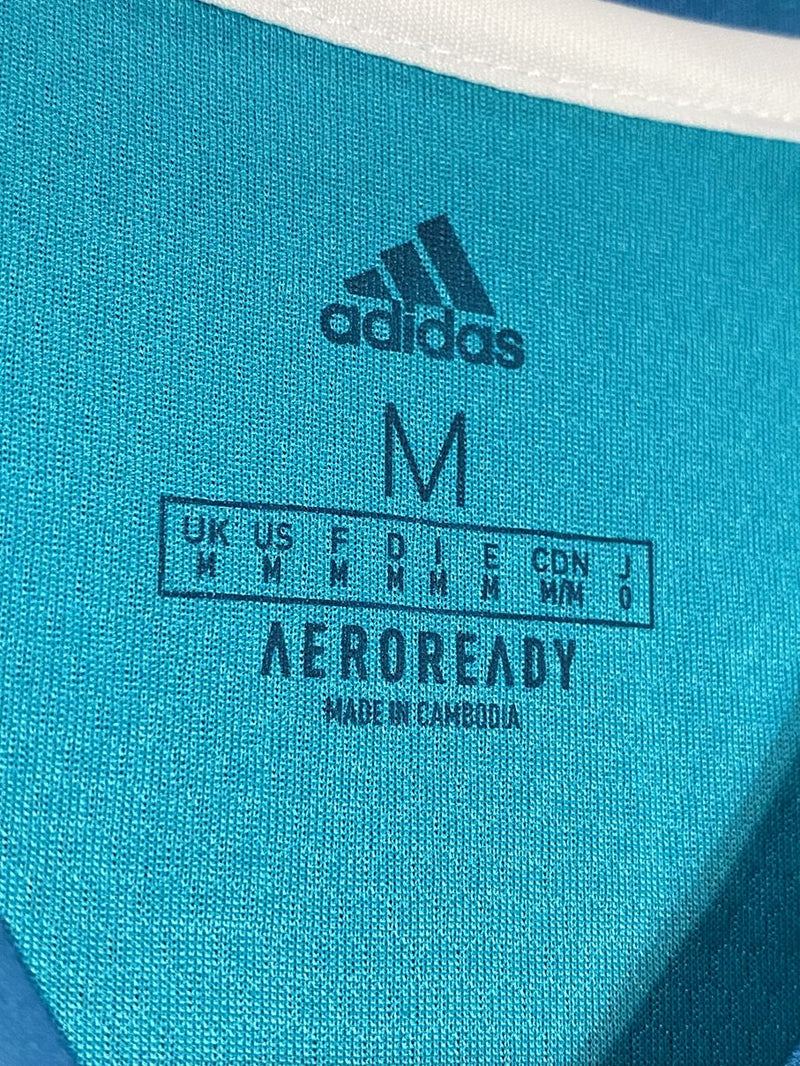 adidas
M
UK US F D I E CDN J
M M M M M M M/M O
AEROREADY
MADE IN CAMBODIA